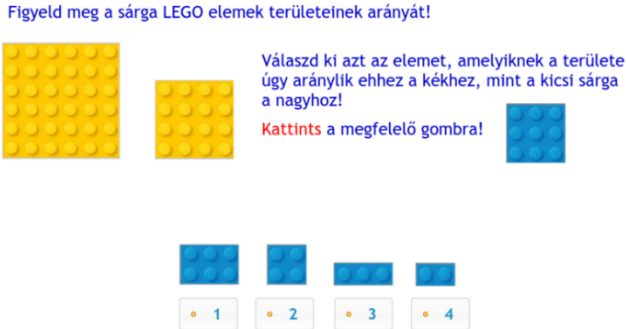 Figyeld meg a sárga LEGO elemek területeinek arányát!
Válaszd ki azt az elemet, amelyiknek a területe
úgy aránylik ehhez a kékhez, mint a kicsi sárga
a nagyhoz!
Kattints a megfelelő gombra!
1 2 3 4